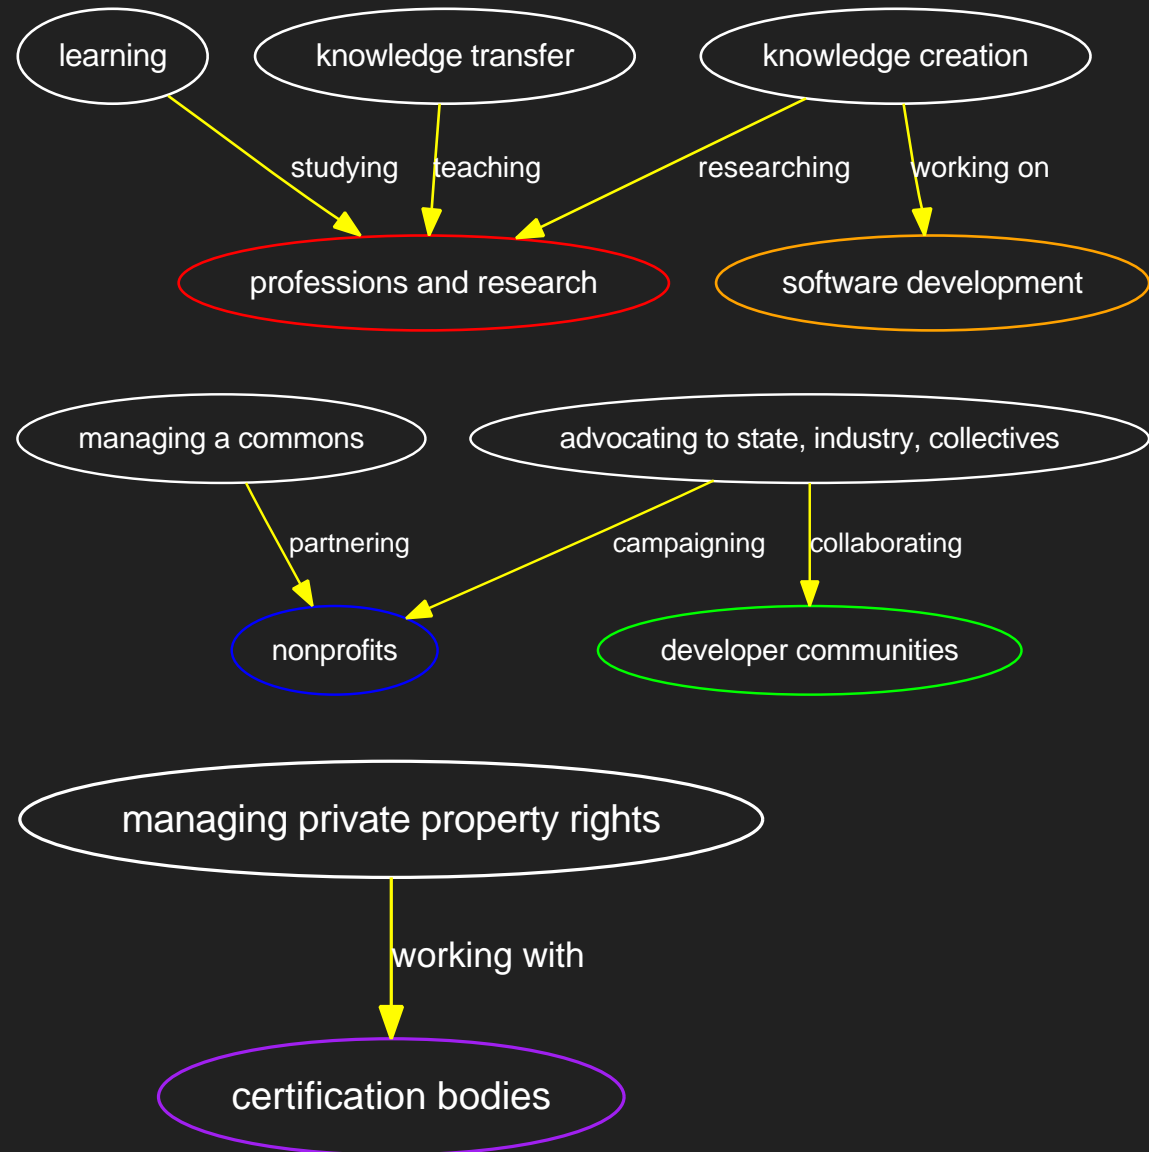 learning
knowledge transfer
knowledge creation
studying
teaching
researching
working on
professions and research
software development
managing a commons
advocating to state, industry, collectives
partnering
campaigning
collaborating
nonprofits
developer communities
managing private property rights
working with
certification bodies